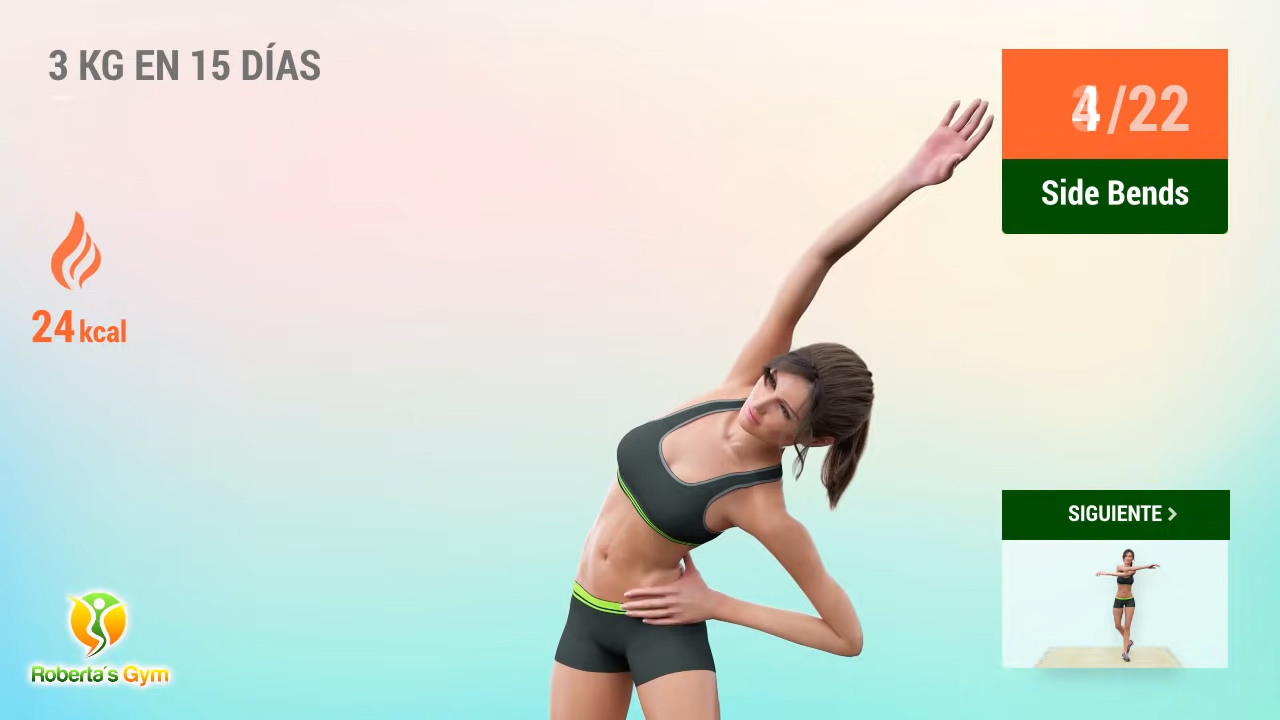 3 KG EN 15 DÍAS
4/22
Side Bends
24 kcal
SIGUIENTE >
Roberta´s Gym